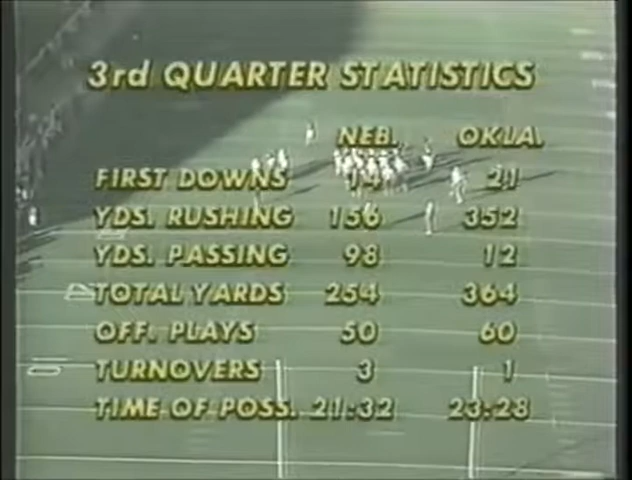 3rd QUARTER STATISTICS
NEB. OKLA.
FIRST DOWNS 14 21
YDS. RUSHING 156 352
YDS. PASSING 98 12
TOTAL YARDS 254 364
OFF. PLAYS 50 60
TURNOVERS 3 1
TIME OF POSS. 21:32 23:28